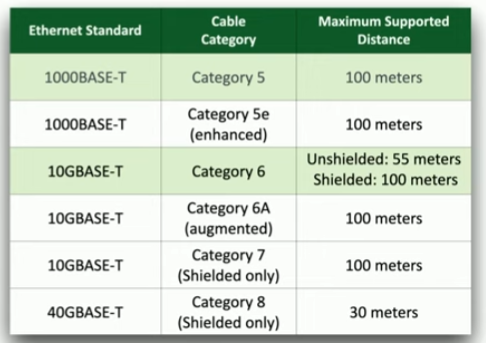 Ethernet Standard
Cable
Category
Maximum Supported
Distance
1000BASE-T
Category 5
100 meters
1000BASE-T
Category 5e
(enhanced)
100 meters
10GBASE-T
Category 6
Unshielded: 55 meters
Shielded: 100 meters
10GBASE-T
Category 6A
(augmented)
100 meters
10GBASE-T
Category 7
(Shielded only)
100 meters
40GBASE-T
Category 8
(Shielded only)
30 meters